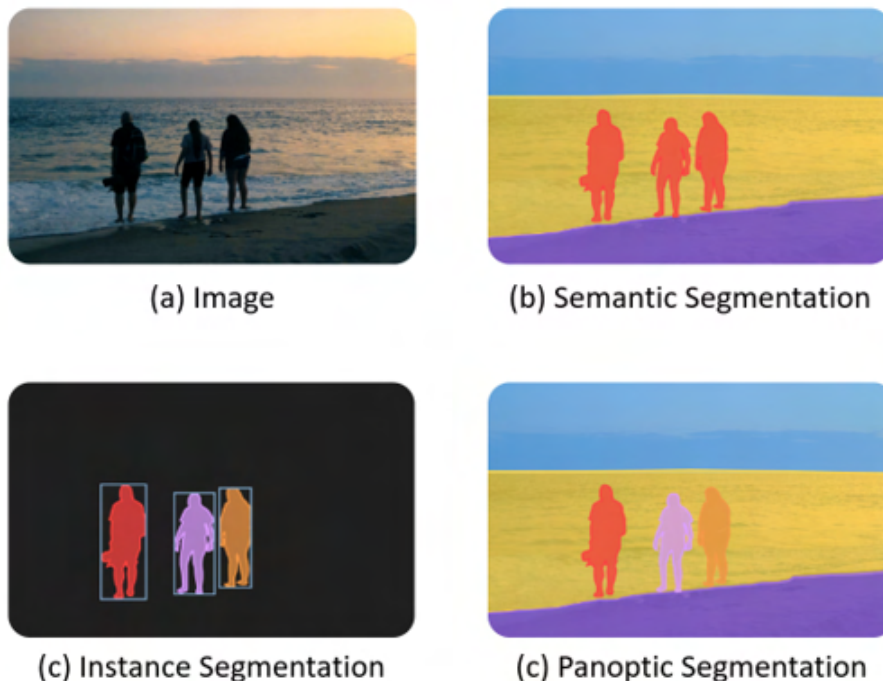 (a) Image
(b) Semantic Segmentation
(c) Instance Segmentation
(c) Panoptic Segmentation